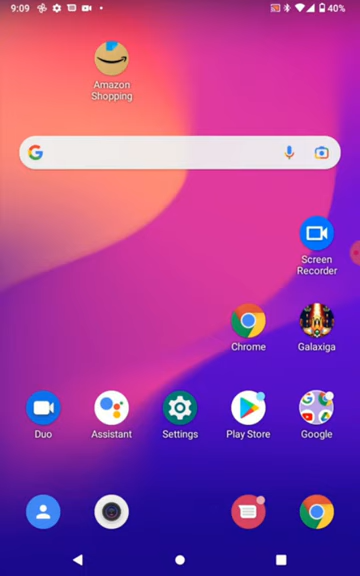 9:09
40%
Amazon
Shopping
Screen
Recorder
Chrome
Galaxiga
Duo
Assistant
Settings
Play Store
Google